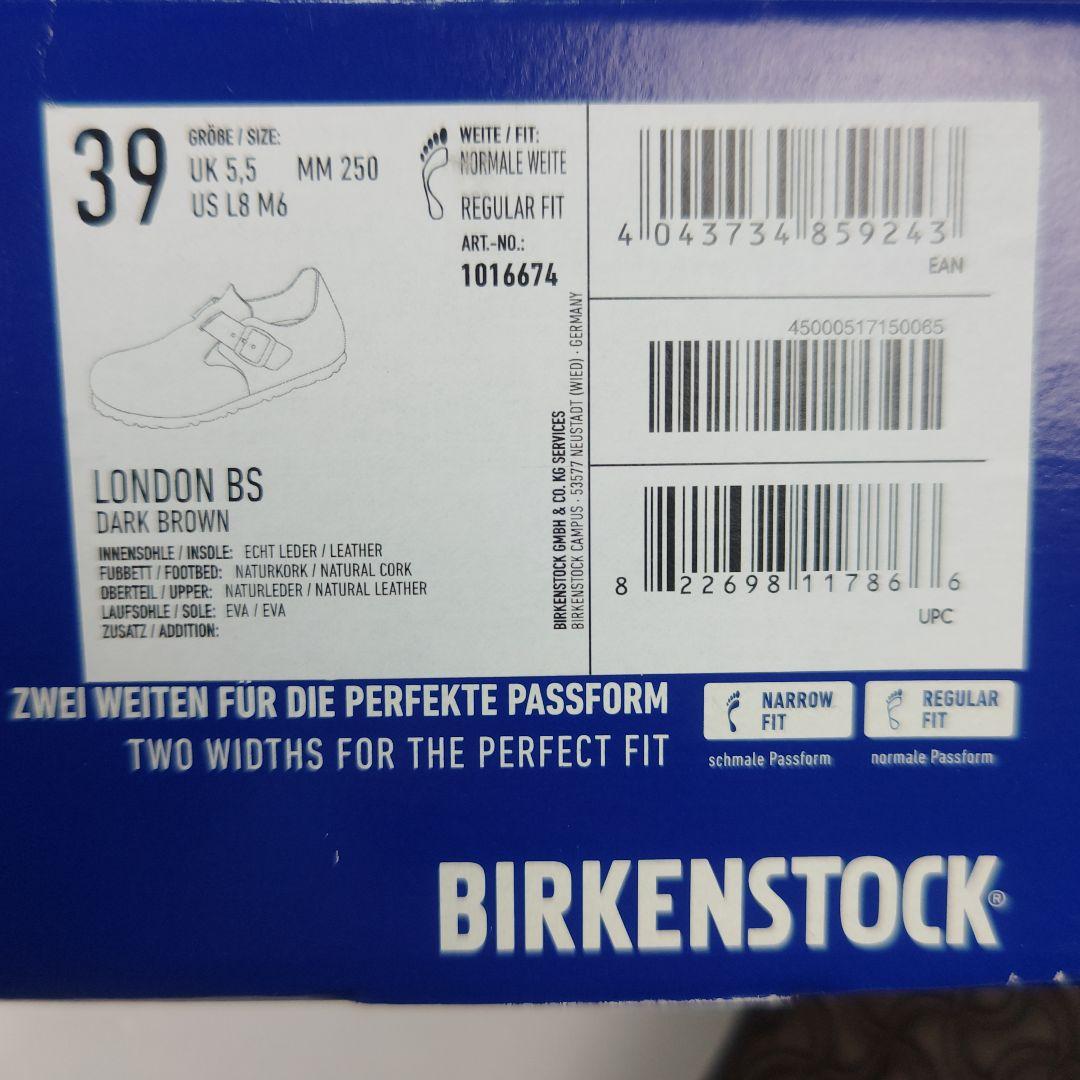 39
GRÖßE / SIZE:
UK 5,5 MM 250
US L8 M6
WEITE / FIT:
NORMALE WEITE
REGULAR FIT
ART.-NO.:
1016674
LONDON BS
DARK BROWN
INNENSOHLE / INSOLE: ECHT LEDER / LEATHER
FUßBETT / FOOTBED: NATURKORK / NATURAL CORK
OBERTEIL / UPPER: NATURLEDER / NATURAL LEATHER
LAUFSOHLE / SOLE: EVA / EVA
ZUSATZ / ADDITION:
BIRKENSTOCK GMBH & CO. KG SERVICES
BIRKENSTOCK CAMPUS · 53577 NEUSTADT (WIED) · GERMANY
4 043734 859243
EAN
45000517150065
8 22698 11786 6
UPC
ZWEI WEITEN FÜR DIE PERFEKTE PASSFORM
TWO WIDTHS FOR THE PERFECT FIT
NARROW
FIT
schmale Passform
REGULAR
FIT
normale Passform
BIRKENSTOCK®